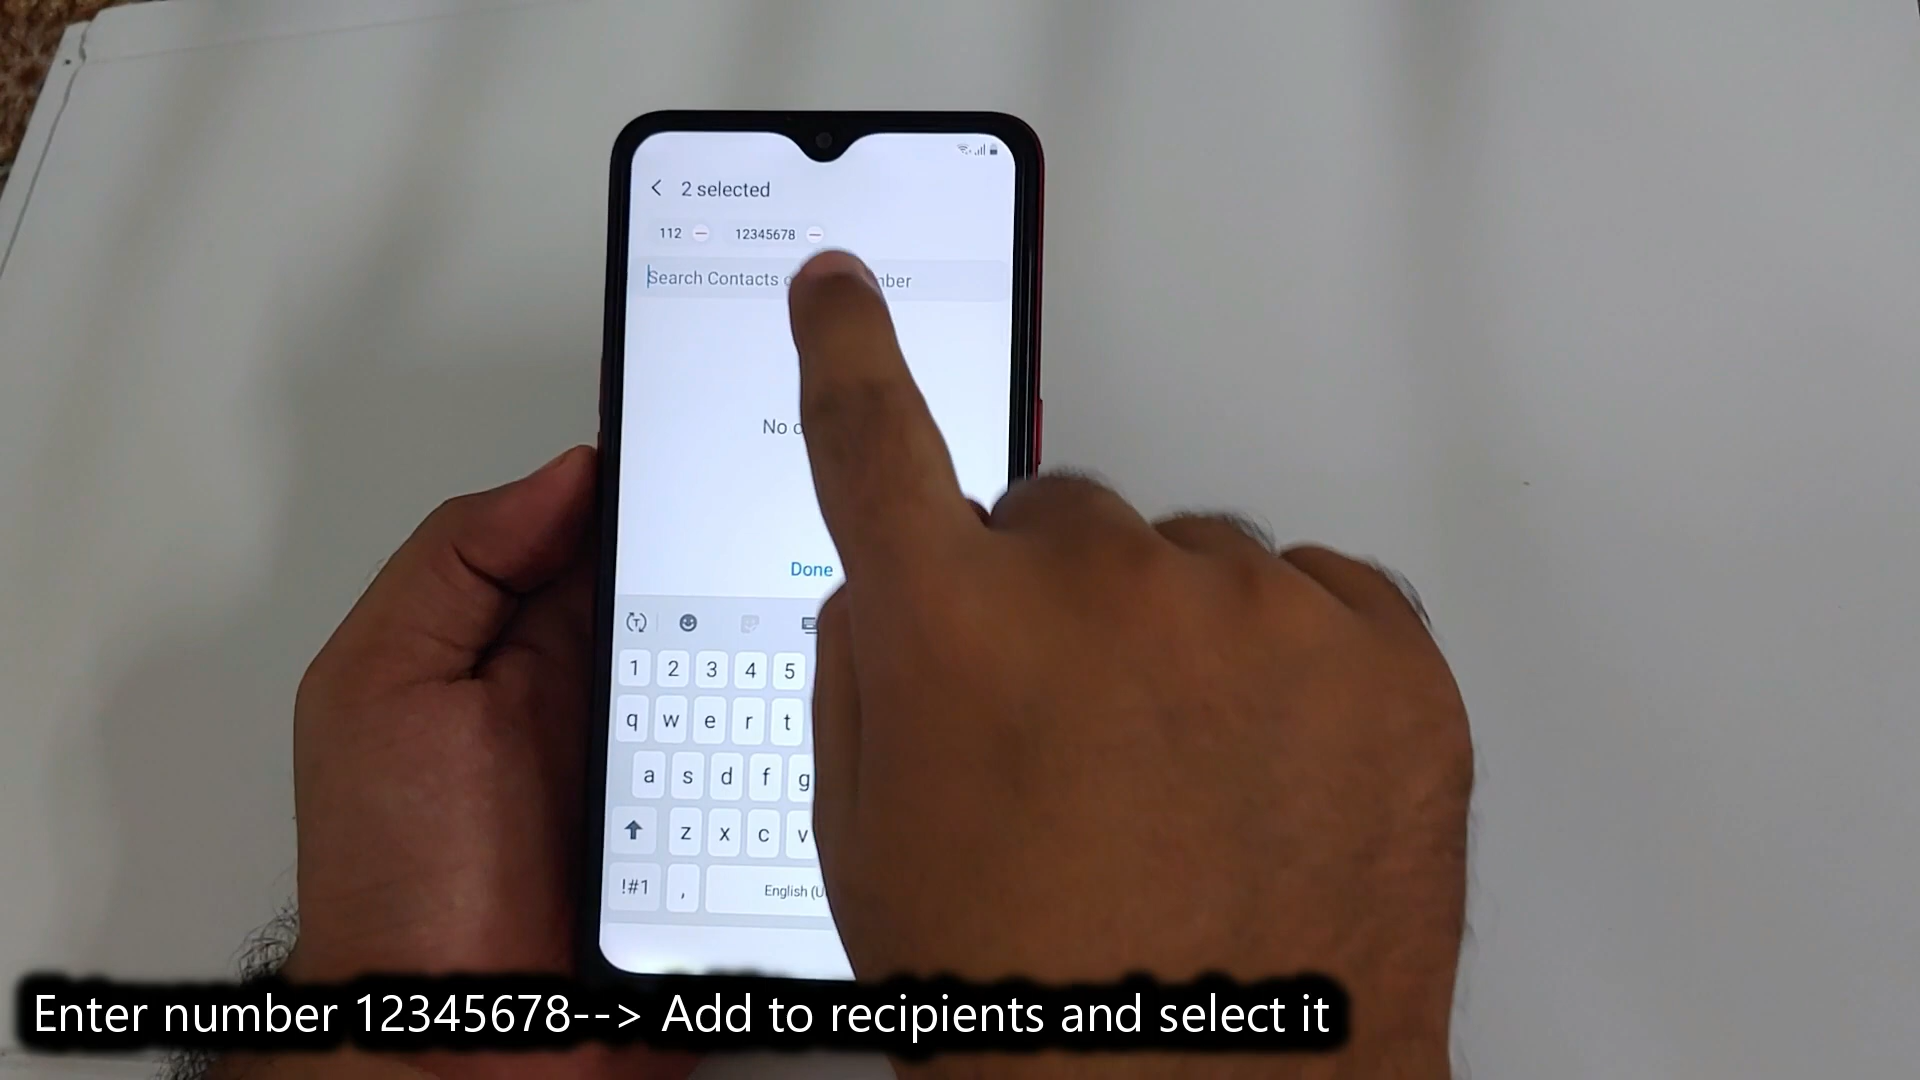 2 selected
112 12345678
Search Contacts
No
Done
1 2 3 4 5
q w e r t
a s d f g
z x c v
!#1 , English
Enter number 12345678--> Add to recipients and select it